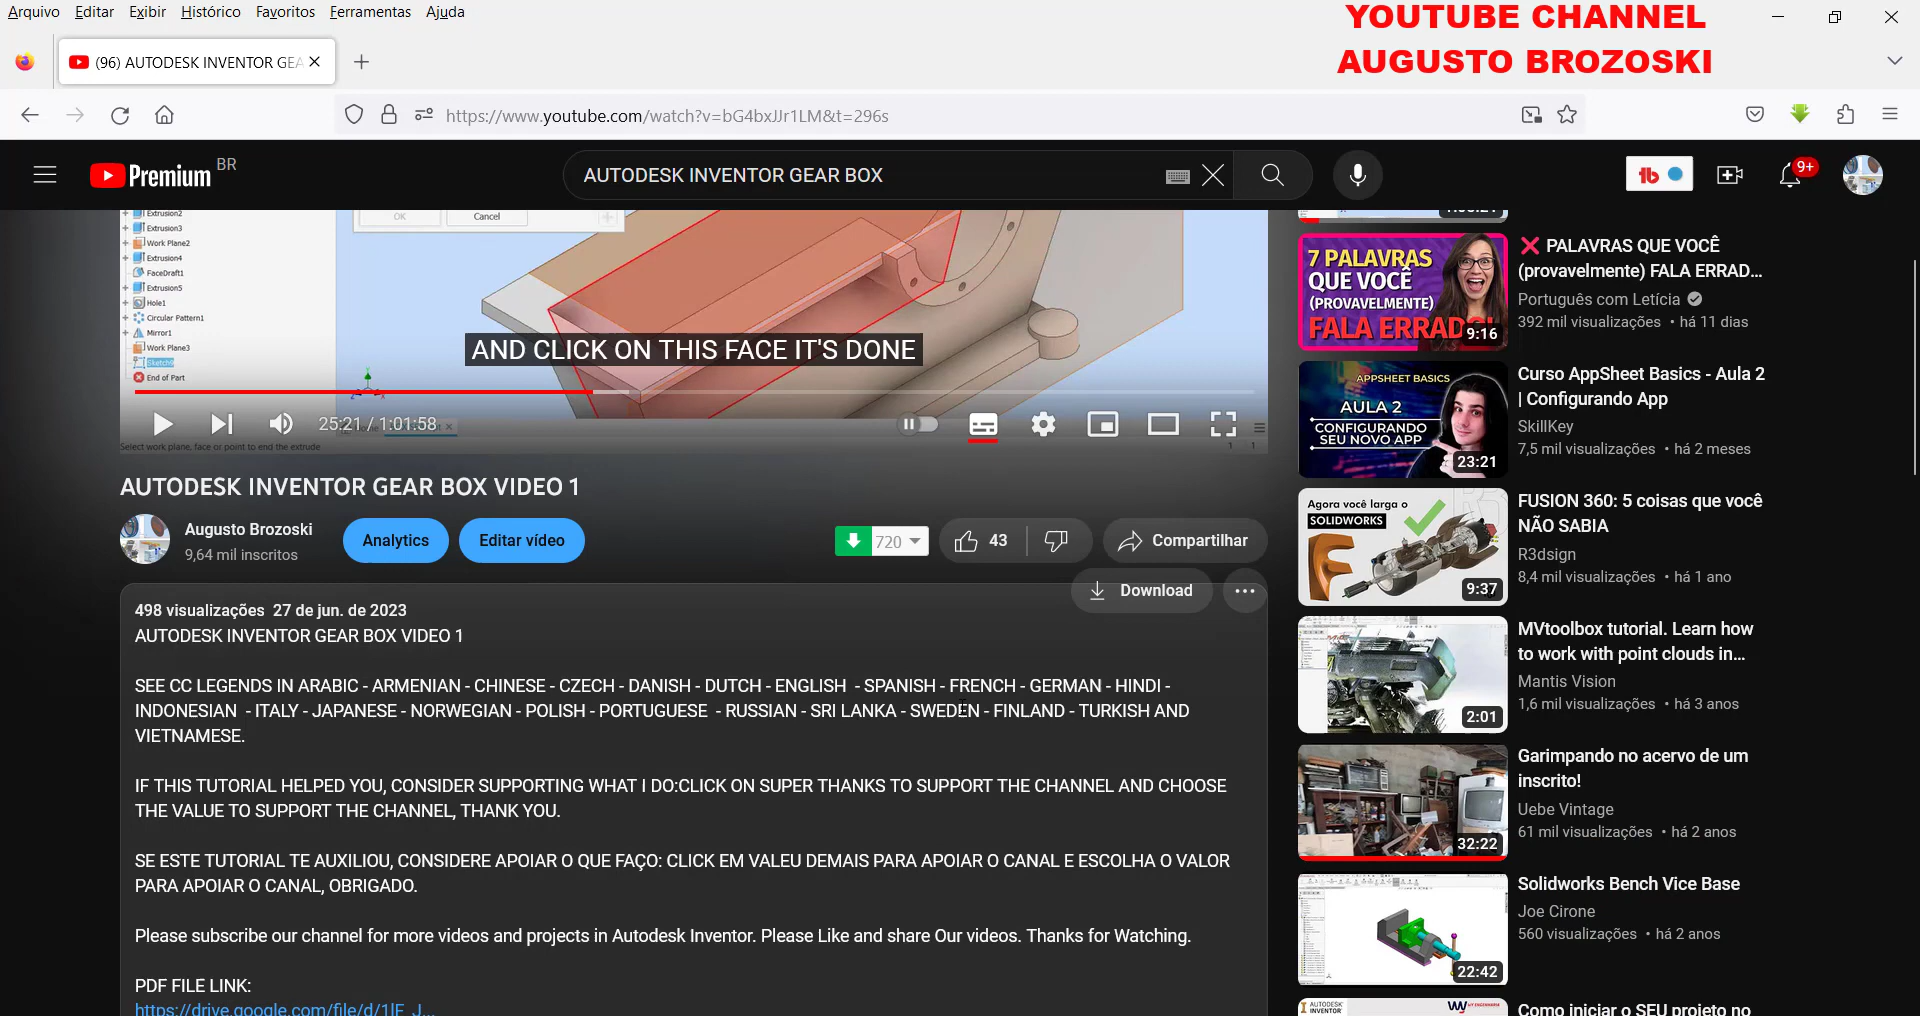 Arquivo Editar Exibir Histórico Favoritos Ferramentas Ajuda
YOUTUBE CHANNEL
AUGUSTO BROZOSKI
(96) AUTODESK INVENTOR GEA
https://www.youtube.com/watch?v=bG4bxJJr1LM&t=296s
Premium BR
AUTODESK INVENTOR GEAR BOX
9+
Extrusion2
Extrusion3
Work Plane2
Extrusion4
FaceDraft1
Extrusion5
Hole1
Circular Pattern1
Mirror1
Work Plane3
Sketch9
End of Part
OK Cancel
AND CLICK ON THIS FACE IT'S DONE
25:21 / 1:01:58
Select work plane, face or point to end the extrude
1 1
AUTODESK INVENTOR GEAR BOX VIDEO 1
Augusto Brozoski
9,64 mil inscritos
Analytics
Editar vídeo
720
43
Compartilhar
Download
498 visualizações 27 de jun. de 2023
AUTODESK INVENTOR GEAR BOX VIDEO 1
SEE CC LEGENDS IN ARABIC - ARMENIAN - CHINESE - CZECH - DANISH - DUTCH - ENGLISH - SPANISH - FRENCH - GERMAN - HINDI -
INDONESIAN - ITALY - JAPANESE - NORWEGIAN - POLISH - PORTUGUESE - RUSSIAN - SRI LANKA - SWEDEN - FINLAND - TURKISH AND
VIETNAMESE.
IF THIS TUTORIAL HELPED YOU, CONSIDER SUPPORTING WHAT I DO:CLICK ON SUPER THANKS TO SUPPORT THE CHANNEL AND CHOOSE
THE VALUE TO SUPPORT THE CHANNEL, THANK YOU.
SE ESTE TUTORIAL TE AUXILIOU, CONSIDERE APOIAR O QUE FAÇO: CLICK EM VALEU DEMAIS PARA APOIAR O CANAL E ESCOLHA O VALOR
PARA APOIAR O CANAL, OBRIGADO.
Please subscribe our channel for more videos and projects in Autodesk Inventor. Please Like and share Our videos. Thanks for Watching.
PDF FILE LINK:
https://drive.google.com/file/d/1lF_J...
7 PALAVRAS
QUE VOCÊ
(PROVAVELMENTE)
FALA ERRADO!
9:16
❌ PALAVRAS QUE VOCÊ
(provavelmente) FALA ERRAD...
Português com Letícia
392 mil visualizações • há 11 dias
APPSHEET BASICS
AULA 2
CONFIGURANDO
SEU NOVO APP
23:21
Curso AppSheet Basics - Aula 2
| Configurando App
SkillKey
7,5 mil visualizações • há 2 meses
Agora você larga o
SOLIDWORKS
9:37
FUSION 360: 5 coisas que você
NÃO SABIA
R3dsign
8,4 mil visualizações • há 1 ano
2:01
MVtoolbox tutorial. Learn how
to work with point clouds in...
Mantis Vision
1,6 mil visualizações • há 3 anos
32:22
Garimpando no acervo de um
inscrito!
Uebe Vintage
61 mil visualizações • há 2 anos
22:42
Solidworks Bench Vice Base
Joe Cirone
560 visualizações • há 2 anos
AUTODESK
INVENTOR
Como iniciar o SEU projeto no